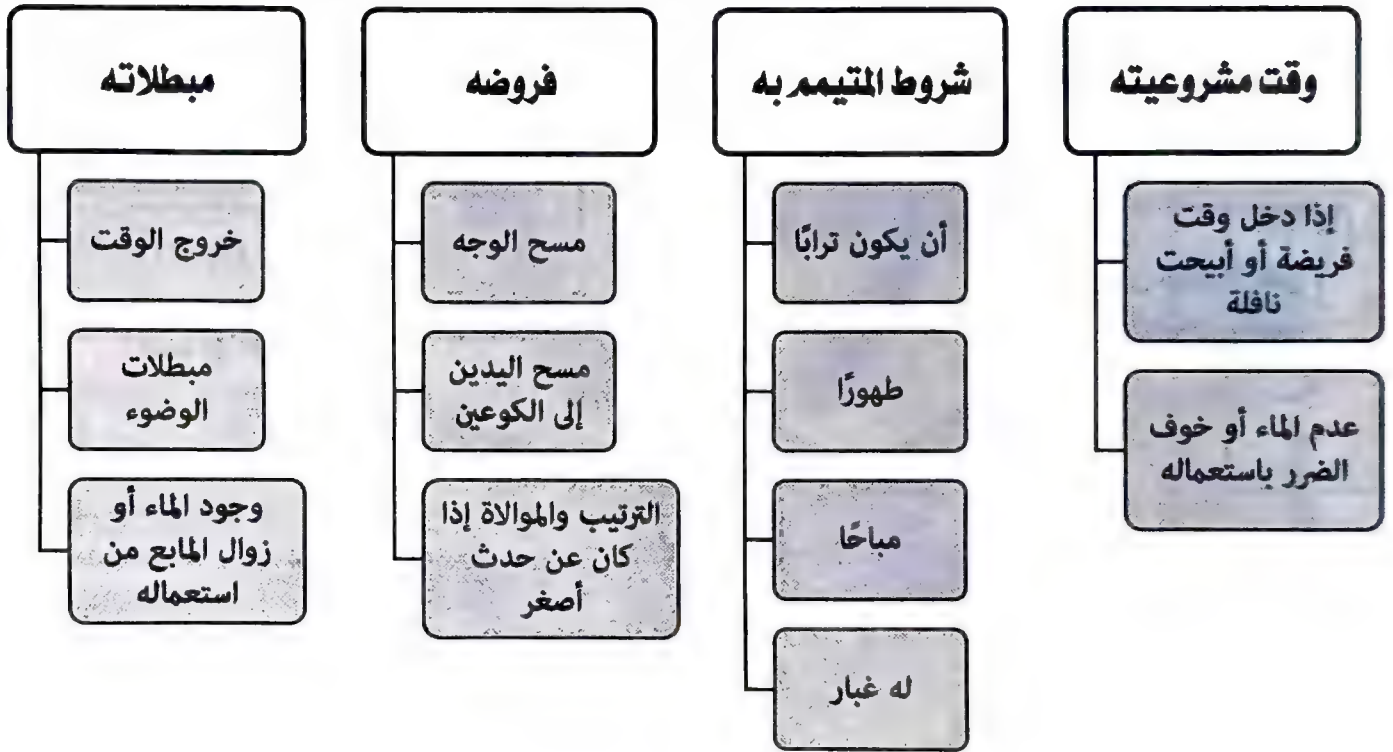 وقت مشروعيته
إذا دخل وقت
فريضة أو أبيحت
نافلة
عدم الماء أو خوف
الضرر باستعماله
شروط المتيمم به
أن يكون ترابًا
طهورًا
مباحًا
له غبار
فروضه
مسح الوجه
مسح اليدين
إلى الكوعين
الترتيب والموالاة إذا
كان عن حدث
أصغر
مبطلاته
خروج الوقت
مبطلات
الوضوء
وجود الماء أو
زوال المابع من
استعماله